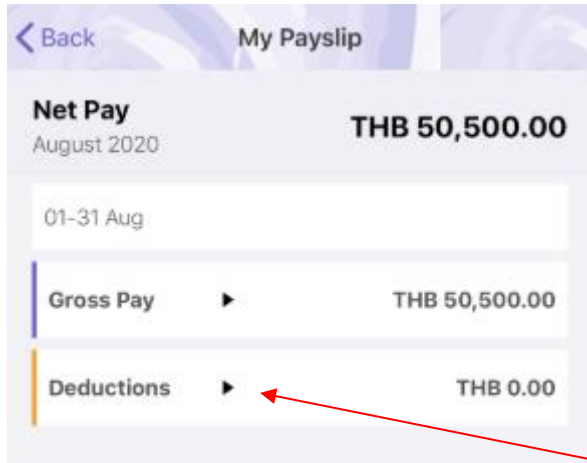 Back
My Payslip
Net Pay
THB 50,500.00
August 2020
01-31 Aug
Gross Pay
THB 50,500.00
Deductions
THB 0.00